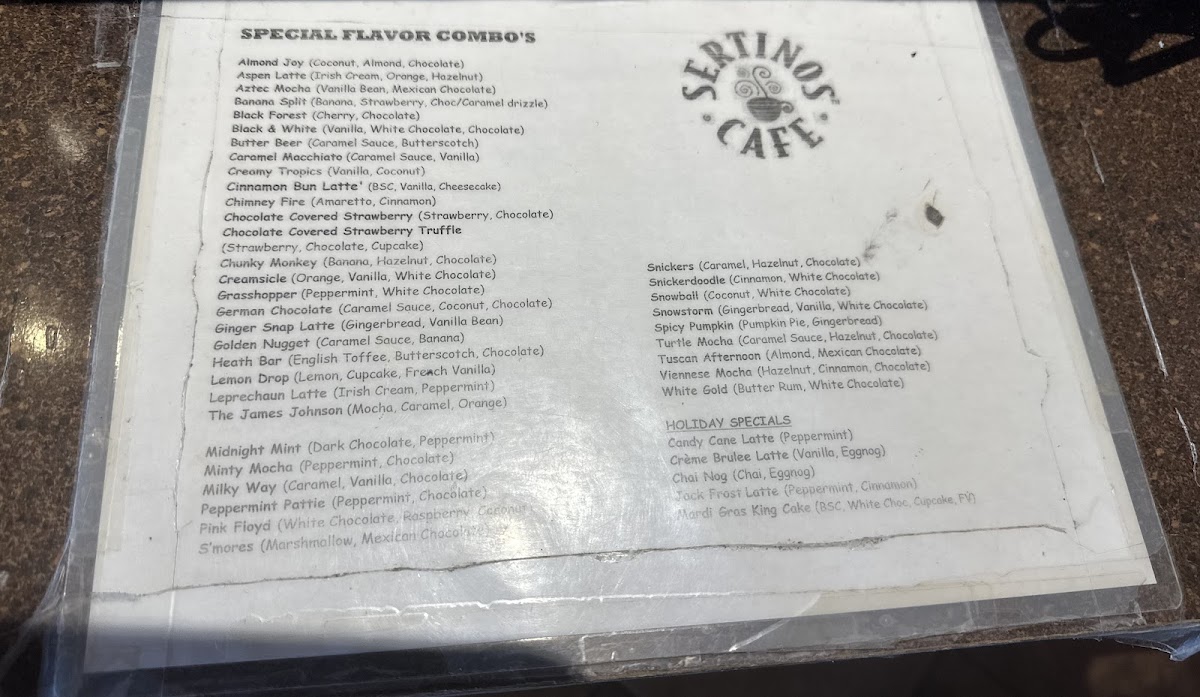 SPECIAL FLAVOR COMBO'S
Almond Joy (Coconut, Almond, Chocolate)
Aspen Latte (Irish Cream, Orange, Hazelnut)
Aztec Mocha (Vanilla Bean, Mexican Chocolate)
Banana Split (Banana, Strawberry, Choc/Caramel drizzle)
Black Forest (Cherry, Chocolate)
Black & White (Vanilla, White Chocolate, Chocolate)
Butter Beer (Caramel Sauce, Butterscotch)
Caramel Macchiato (Caramel Sauce, Vanilla)
Creamy Tropics (Vanilla, Coconut)
Cinnamon Bun Latte' (BSC, Vanilla, Cheesecake)
Chimney Fire (Amaretto, Cinnamon)
Chocolate Covered Strawberry (Strawberry, Chocolate)
Chocolate Covered Strawberry Truffle
(Strawberry, Chocolate, Cupcake)
Chunky Monkey (Banana, Hazelnut, Chocolate)
Creamsicle (Orange, Vanilla, White Chocolate)
Grasshopper (Peppermint, White Chocolate)
German Chocolate (Caramel Sauce, Coconut, Chocolate)
Ginger Snap Latte (Gingerbread, Vanilla Bean)
Golden Nugget (Caramel Sauce, Banana)
Heath Bar (English Toffee, Butterscotch, Chocolate)
Lemon Drop (Lemon, Cupcake, French Vanilla)
Leprechaun Latte (Irish Cream, Peppermint)
The James Johnson (Mocha, Caramel, Orange)
Midnight Mint (Dark Chocolate, Peppermint)
Minty Mocha (Peppermint, Chocolate)
Milky Way (Caramel, Vanilla, Chocolate)
Peppermint Pattie (Peppermint, Chocolate)
Pink Floyd (White Chocolate, Raspberry, Coconut
S'mores (Marshmallow, Mexican Chocolate)
SERTINOS
CAFE
Snickers (Caramel, Hazelnut, Chocolate)
Snickerdoodle (Cinnamon, White Chocolate)
Snowball (Coconut, White Chocolate)
Snowstorm (Gingerbread, Vanilla, White Chocolate)
Spicy Pumpkin (Pumpkin Pie, Gingerbread)
Turtle Mocha (Caramel Sauce, Hazelnut, Chocolate)
Tuscan Afternoon (Almond, Mexican Chocolate)
Viennese Mocha (Hazelnut, Cinnamon, Chocolate)
White Gold (Butter Rum, White Chocolate)
HOLIDAY SPECIALS
Candy Cane Latte (Peppermint)
Crème Brulee Latte (Vanilla, Eggnog)
Chai Nog (Chai, Eggnog)
Jack Frost Latte (Peppermint, Cinnamon)
Mardi Gras King Cake (BSC, White Choc, Cupcake, FV)